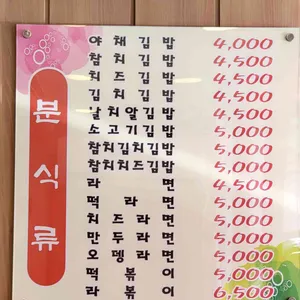 분식류
야채김밥 4,000
참치김밥 4,500
치즈김밥 4,500
김치김밥 4,500
날치알김밥 4,500
소고기김밥 5,000
참치김치김밥 5,000
참치치즈김밥 5,000
라면 4,500
떡라면 5,000
치즈라면 5,000
만두라면 5,000
오뎅라면 5,000
떡볶이 5,000
라볶이 6,500